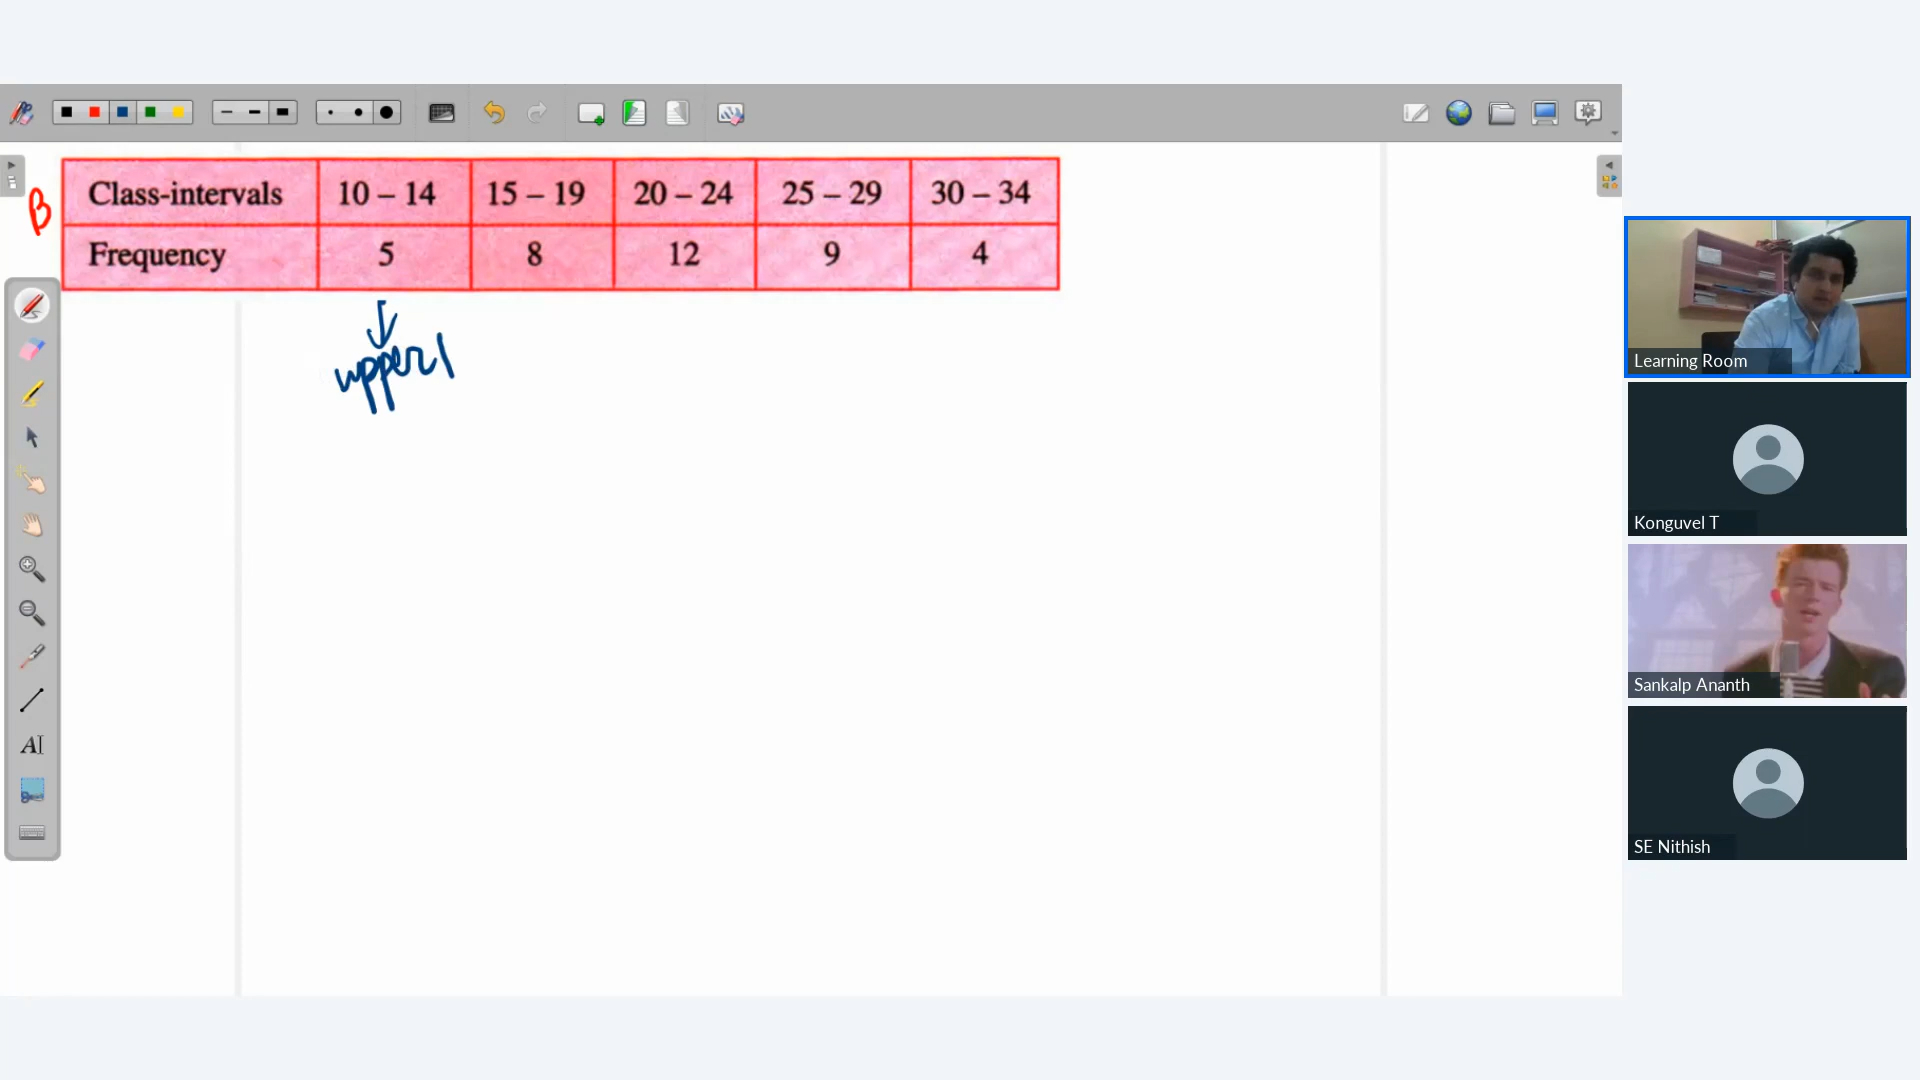 B
Class-intervals 10 – 14 15 – 19 20 – 24 25 – 29 30 – 34
Frequency 5 8 12 9 4
upper l
Learning Room
Konguvel T
Sankalp Ananth
SE Nithish